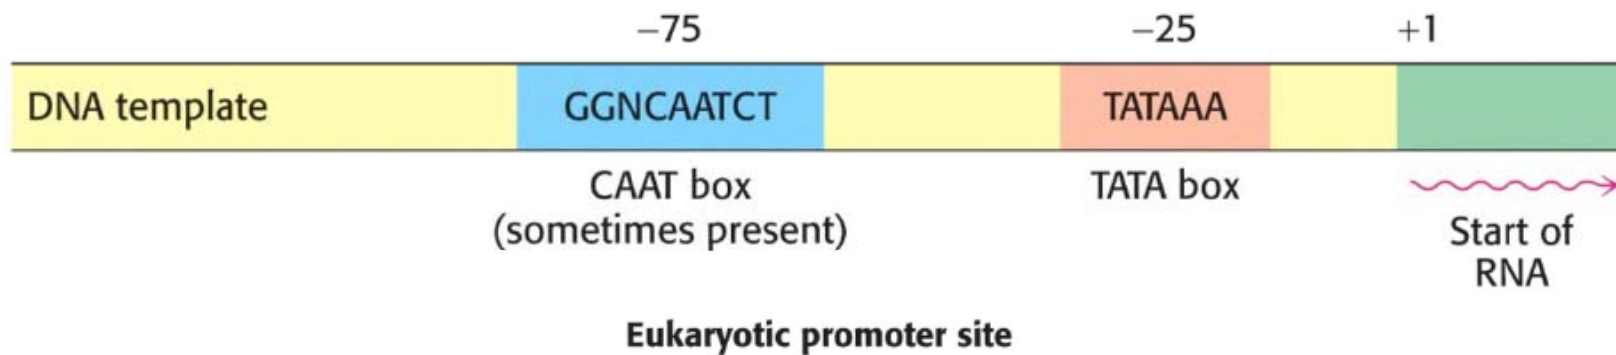 −75 −25 +1
DNA template GGNCAATCT TATAAA
CAAT box TATA box
(sometimes present) Start of
RNA
Eukaryotic promoter site